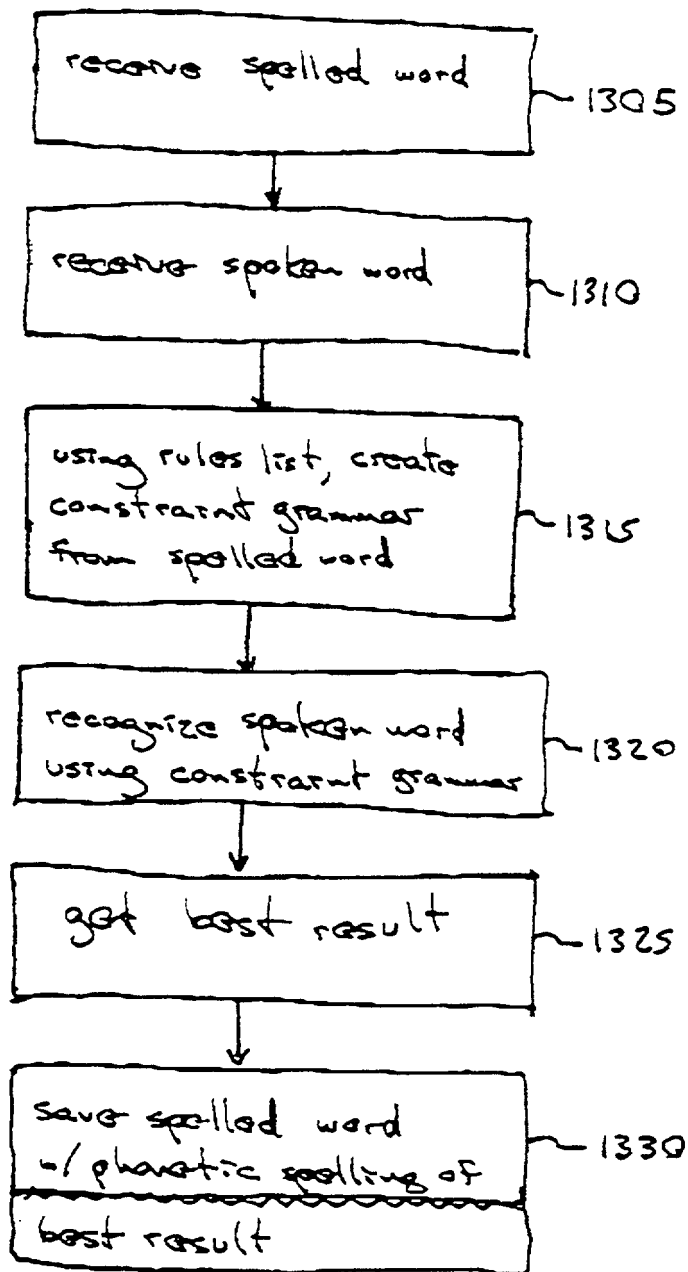 receive spelled word
1305
receive spoken word
1310
using rules list, create
constraint grammar
from spelled word
1315
recognize spoken word
using constraint grammar
1320
get best result
1325
save spelled word
w/ phonetic spelling of
best result
1330